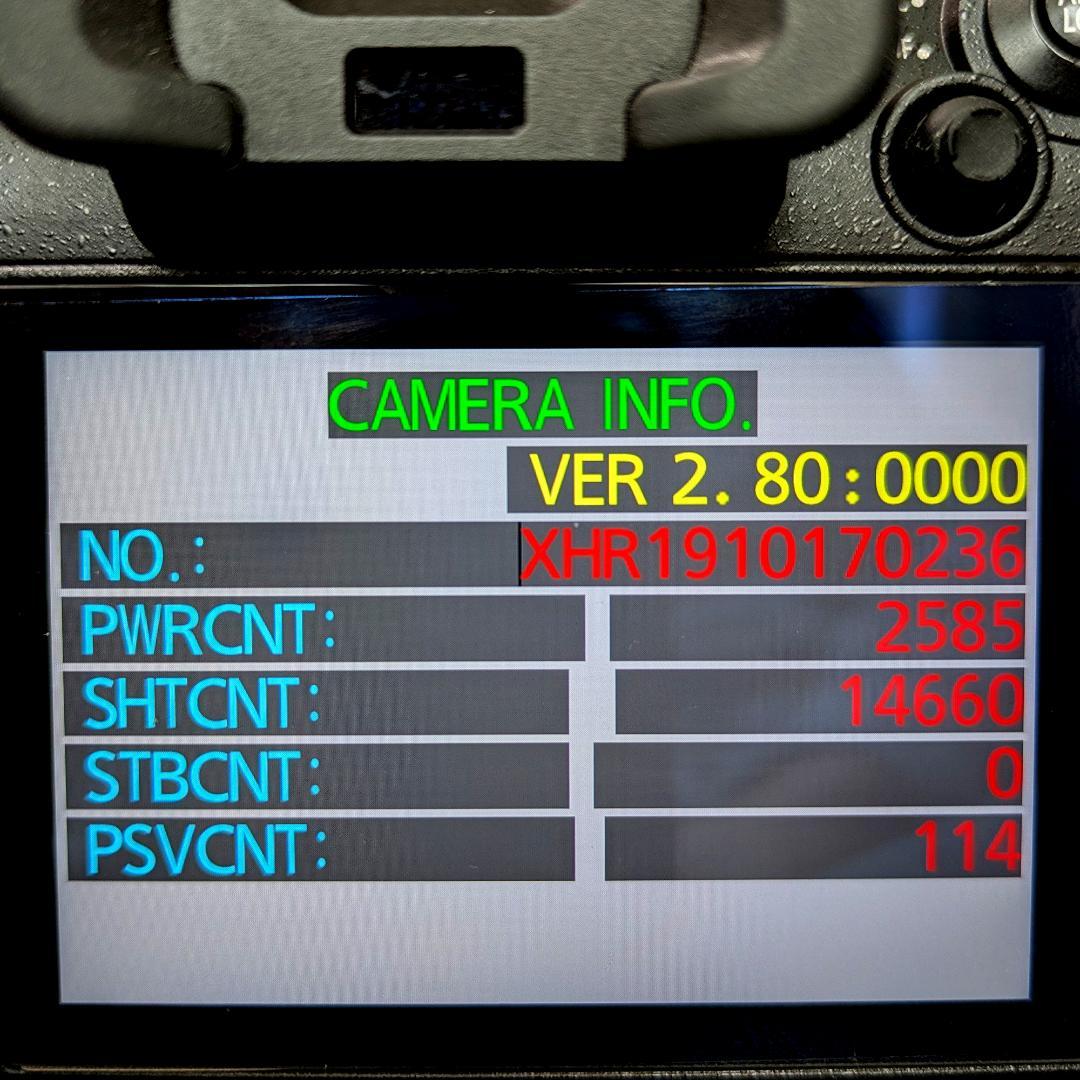 CAMERA INFO.
VER 2. 80:0000
NO.: XHR1910170236
PWRCNT: 2585
SHTCNT: 14660
STBCNT: 0
PSVCNT: 114